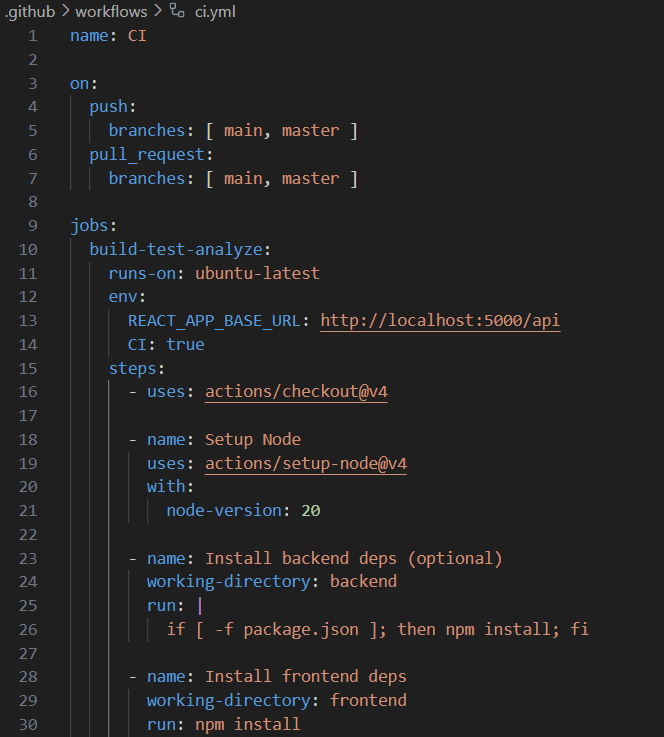 .github > workflows > ci.yml
1 name: CI
2
3 on:
4   push:
5     branches: [ main, master ]
6   pull_request:
7     branches: [ main, master ]
8
9 jobs:
10   build-test-analyze:
11     runs-on: ubuntu-latest
12     env:
13       REACT_APP_BASE_URL: http://localhost:5000/api
14       CI: true
15     steps:
16       - uses: actions/checkout@v4
17
18       - name: Setup Node
19         uses: actions/setup-node@v4
20         with:
21           node-version: 20
22
23       - name: Install backend deps (optional)
24         working-directory: backend
25         run: |
26           if [ -f package.json ]; then npm install; fi
27
28       - name: Install frontend deps
29         working-directory: frontend
30         run: npm install